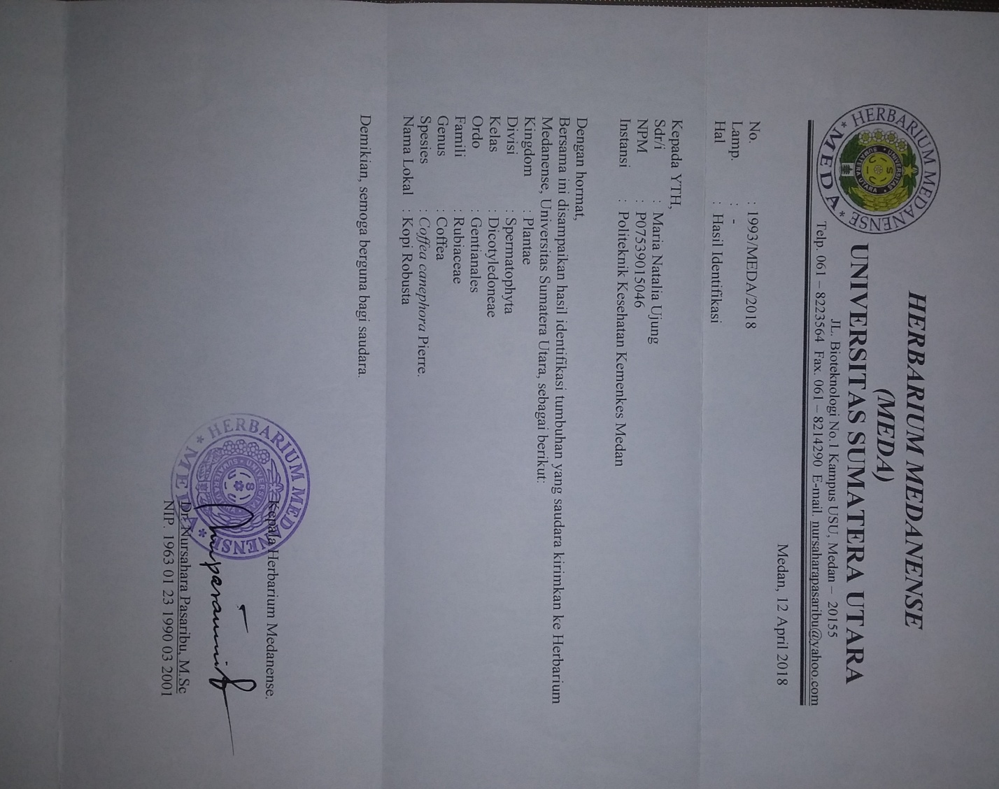 HERBARIUM MEDANENSE
(MEDA)
UNIVERSITAS SUMATERA UTARA
JL. Bioteknologi No.1 Kampus USU, Medan – 20155
Telp. 061 – 8223564 Fax. 061 – 8214290 E-mail. nursaharapasaribu@yahoo.com
HERBARIUM MEDANENSE
* MEDA *
UNIVERSITAS
SUMATERA UTARA
Medan, 12 April 2018
No. : 1993/MEDA/2018
Lamp. : -
Hal : Hasil Identifikasi
Kepada YTH,
Sdr/i : Maria Natalia Ujung
NPM : P07539015046
Instansi : Politeknik Kesehatan Kemenkes Medan
Dengan hormat,
Bersama ini disampaikan hasil identifikasi tumbuhan yang saudara kirimkan ke Herbarium
Medanense, Universitas Sumatera Utara, sebagai berikut:
Kingdom : Plantae
Divisi : Spermatophyta
Kelas : Dicotyledoneae
Ordo : Gentianales
Famili : Rubiaceae
Genus : Coffea
Spesies : Coffea canephora Pierre.
Nama Lokal : Kopi Robusta
Demikian, semoga berguna bagi saudara.
Kepala Herbarium Medanense.
HERBARIUM MEDANENSE
* MEDA *
Dr. Nursahara Pasaribu, M.Sc
NIP. 1963 01 23 1990 03 2001